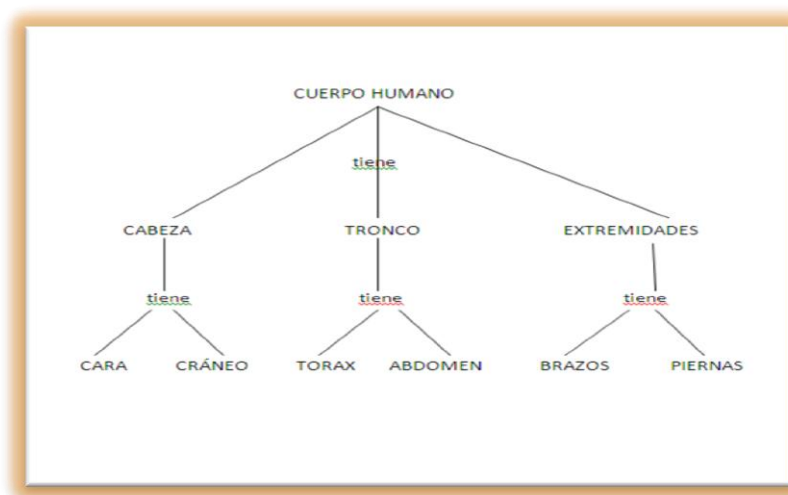 CUERPO HUMANO
tiene
CABEZA TRONCO EXTREMIDADES
tiene tiene tiene
CARA CRÁNEO TORAX ABDOMEN BRAZOS PIERNAS